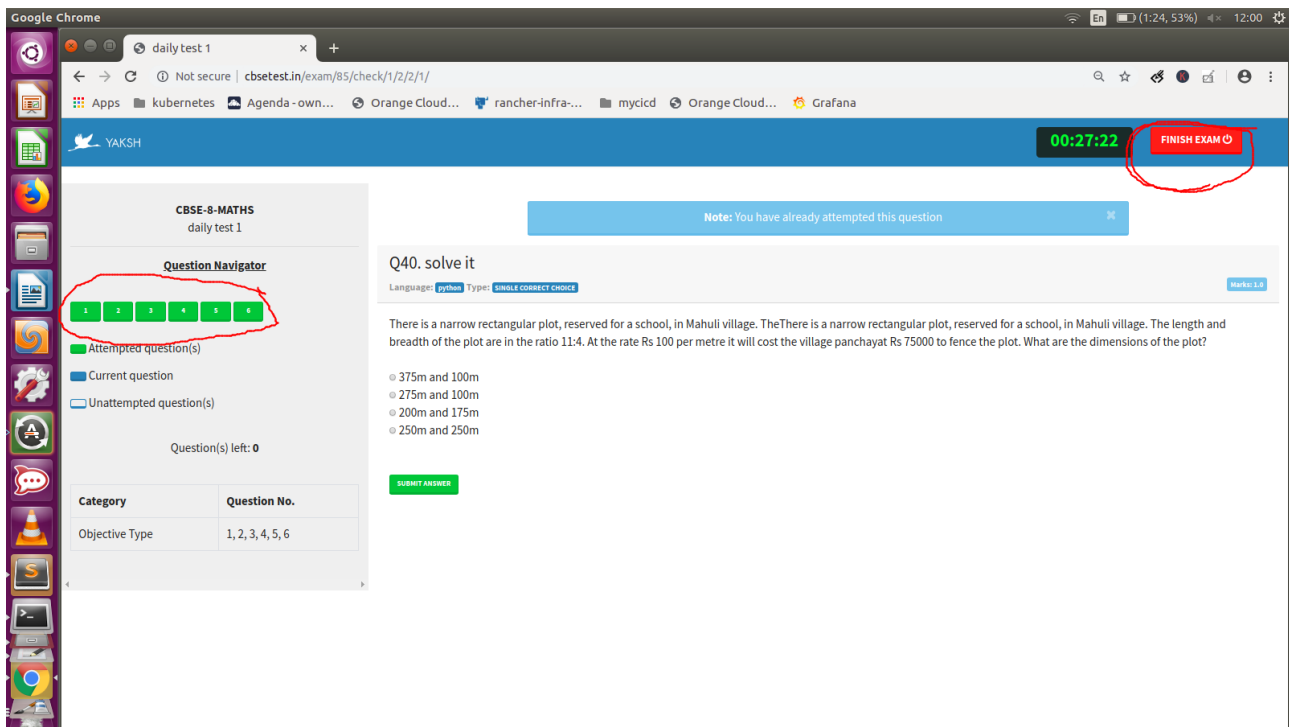 Google Chrome
En (1:24, 53%) 12:00
daily test 1 × +
Not secure | cbsetest.in/exam/85/check/1/2/2/1/
Apps kubernetes Agenda - own... Orange Cloud... rancher-infra-... mycicd Orange Cloud... Grafana
YAKSH 00:27:22 FINISH EXAM
CBSE-8-MATHS
daily test 1
Question Navigator
1 2 3 4 5 6
Attempted question(s)
Current question
Unattempted question(s)
Question(s) left: 0
Category Question No.
Objective Type 1, 2, 3, 4, 5, 6
Note: You have already attempted this question ×
Q40. solve it
Language: python Type: SINGLE CORRECT CHOICE Marks: 1.0
There is a narrow rectangular plot, reserved for a school, in Mahuli village. TheThere is a narrow rectangular plot, reserved for a school, in Mahuli village. The length and
breadth of the plot are in the ratio 11:4. At the rate Rs 100 per metre it will cost the village panchayat Rs 75000 to fence the plot. What are the dimensions of the plot?
375m and 100m
275m and 100m
200m and 175m
250m and 250m
SUBMIT ANSWER